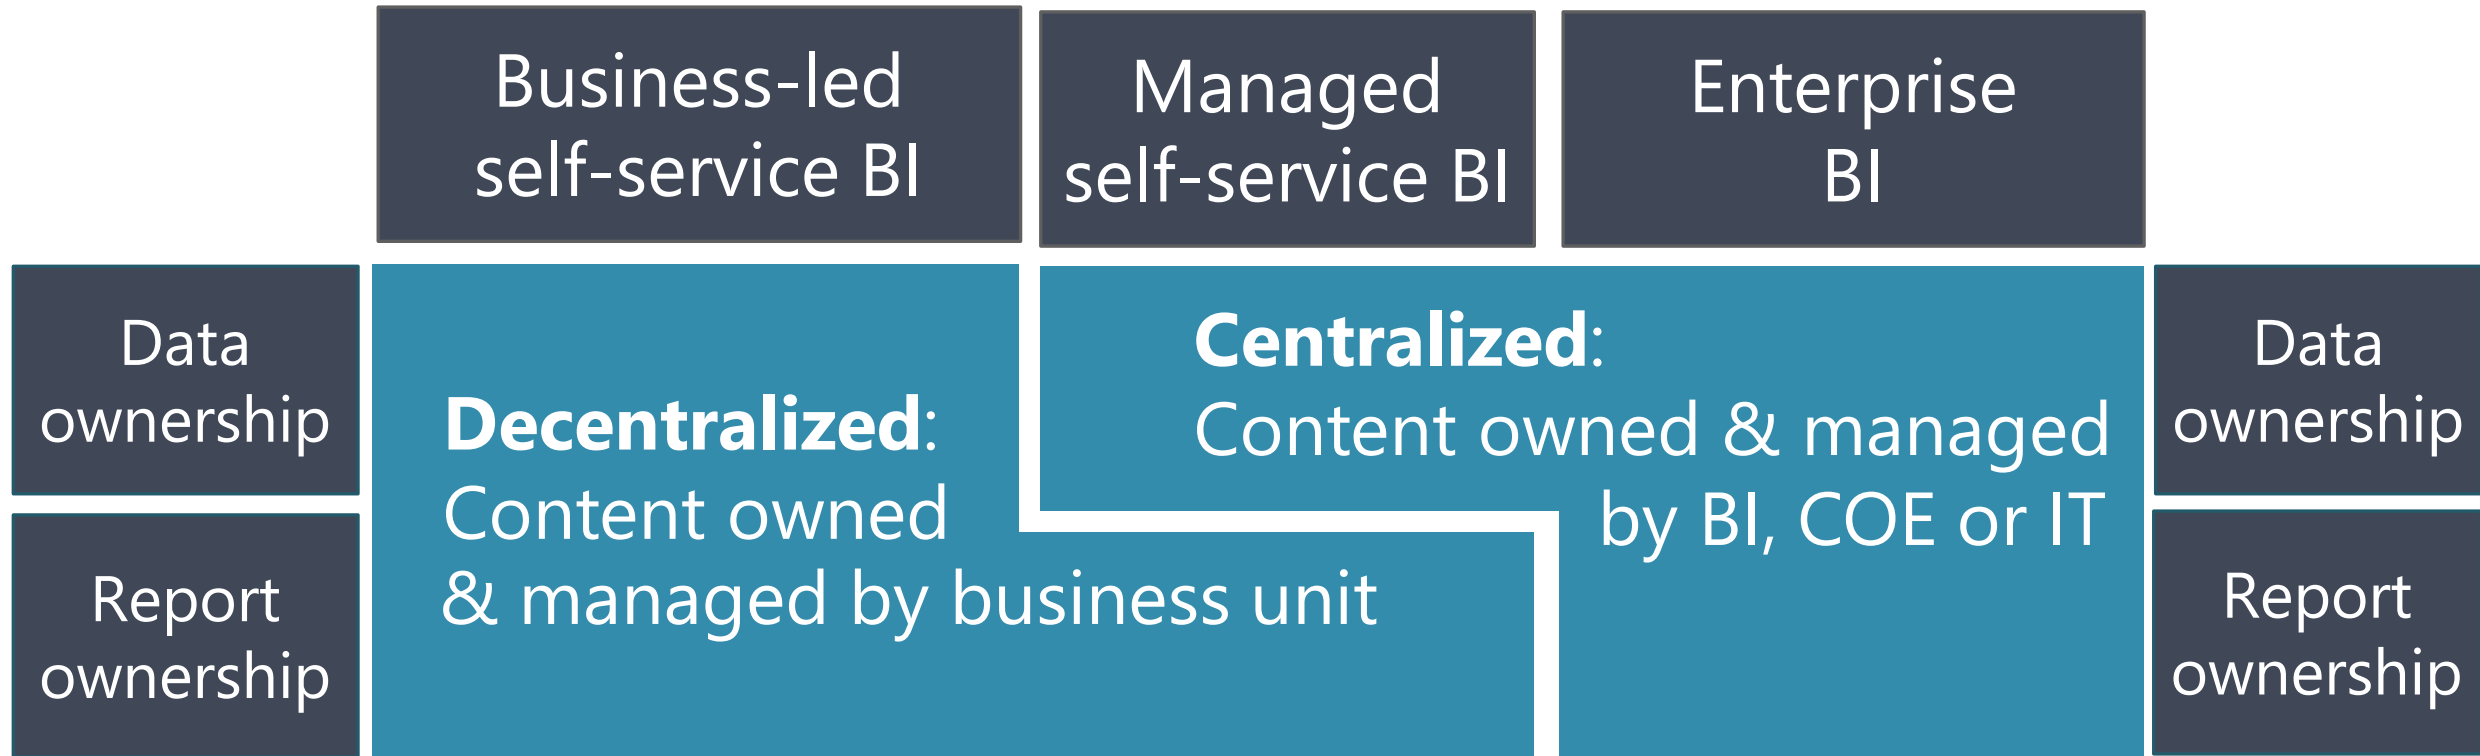 Business-led
self-service BI
Managed
self-service BI
Enterprise
BI
Data
ownership
Report
ownership
Decentralized:
Content owned
& managed by business unit
Centralized:
Content owned & managed
by BI, COE or IT
Data
ownership
Report
ownership